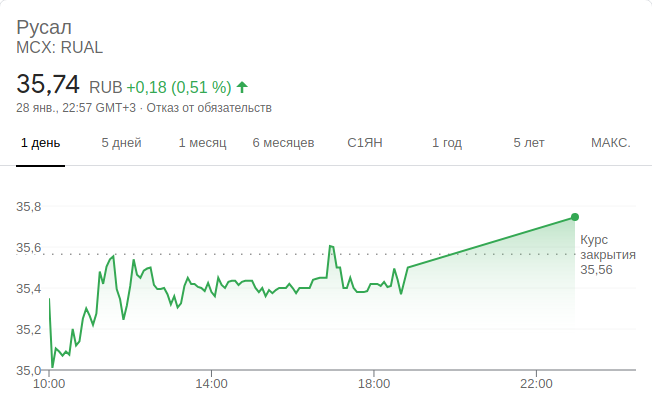 Русал
MCX: RUAL
35,74 RUB +0,18 (0,51 %)
28 янв., 22:57 GMT+3 · Отказ от обязательств
1 день 5 дней 1 месяц 6 месяцев С1ЯН 1 год 5 лет МАКС.
35,8
35,6
35,4
35,2
35,0
Курс
закрытия
35,56
10:00 14:00 18:00 22:00